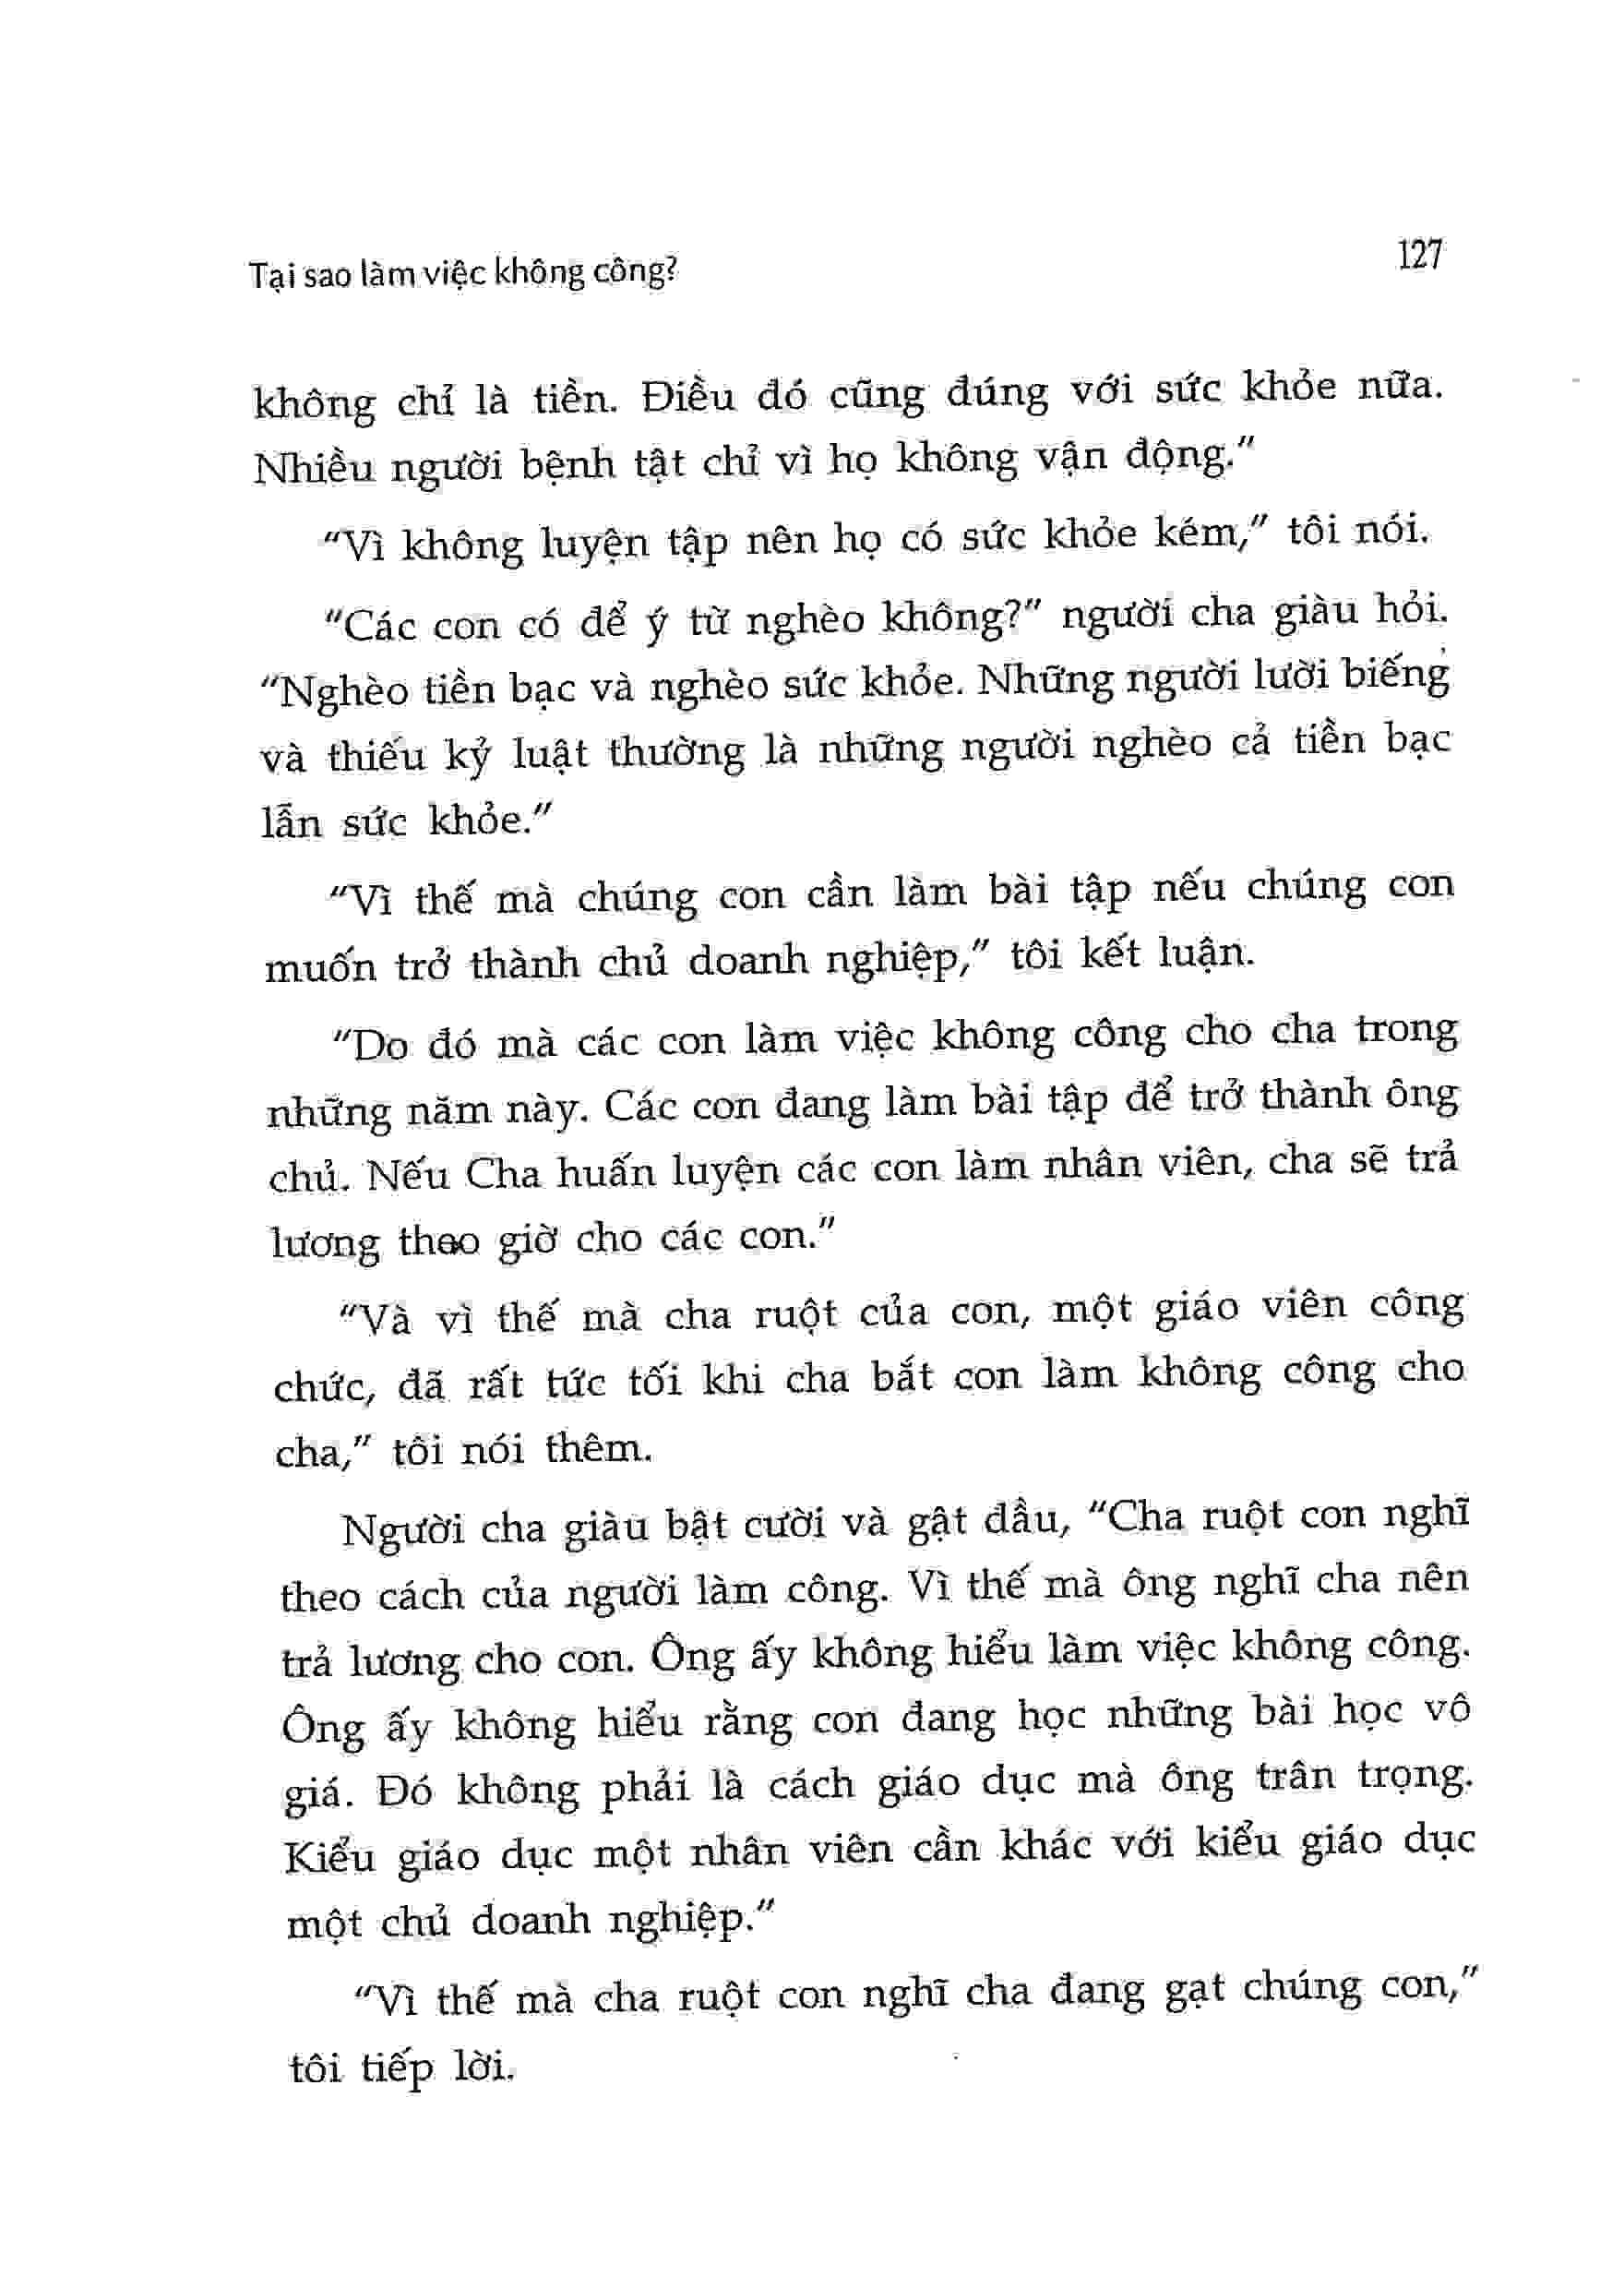 Tại sao làm việc không công?
127
không chỉ là tiền. Điều đó cũng đúng với sức khỏe nữa.
Nhiều người bệnh tật chỉ vì họ không vận động."
"Vì không luyện tập nên họ có sức khỏe kém," tôi nói.
"Các con có để ý từ nghèo không?" người cha giàu hỏi.
"Nghèo tiền bạc và nghèo sức khỏe. Những người lười biếng
và thiếu kỷ luật thường là những người nghèo cả tiền bạc
lẫn sức khỏe."
"Vì thế mà chúng con cần làm bài tập nếu chúng con
muốn trở thành chủ doanh nghiệp," tôi kết luận.
"Do đó mà các con làm việc không công cho cha trong
những năm này. Các con đang làm bài tập để trở thành ông
chủ. Nếu Cha huấn luyện các con làm nhân viên, cha sẽ trả
lương theo giờ cho các con."
"Và vì thế mà cha ruột của con, một giáo viên công
chức, đã rất tức tối khi cha bắt con làm không công cho
cha," tôi nói thêm.
Người cha giàu bật cười và gật đầu, "Cha ruột con nghĩ
theo cách của người làm công. Vì thế mà ông nghĩ cha nên
trả lương cho con. Ông ấy không hiểu làm việc không công.
Ông ấy không hiểu rằng con đang học những bài học vô
giá. Đó không phải là cách giáo dục mà ông trân trọng.
Kiểu giáo dục một nhân viên cần khác với kiểu giáo dục
một chủ doanh nghiệp."
"Vì thế mà cha ruột con nghĩ cha đang gạt chúng con,"
tôi tiếp lời.